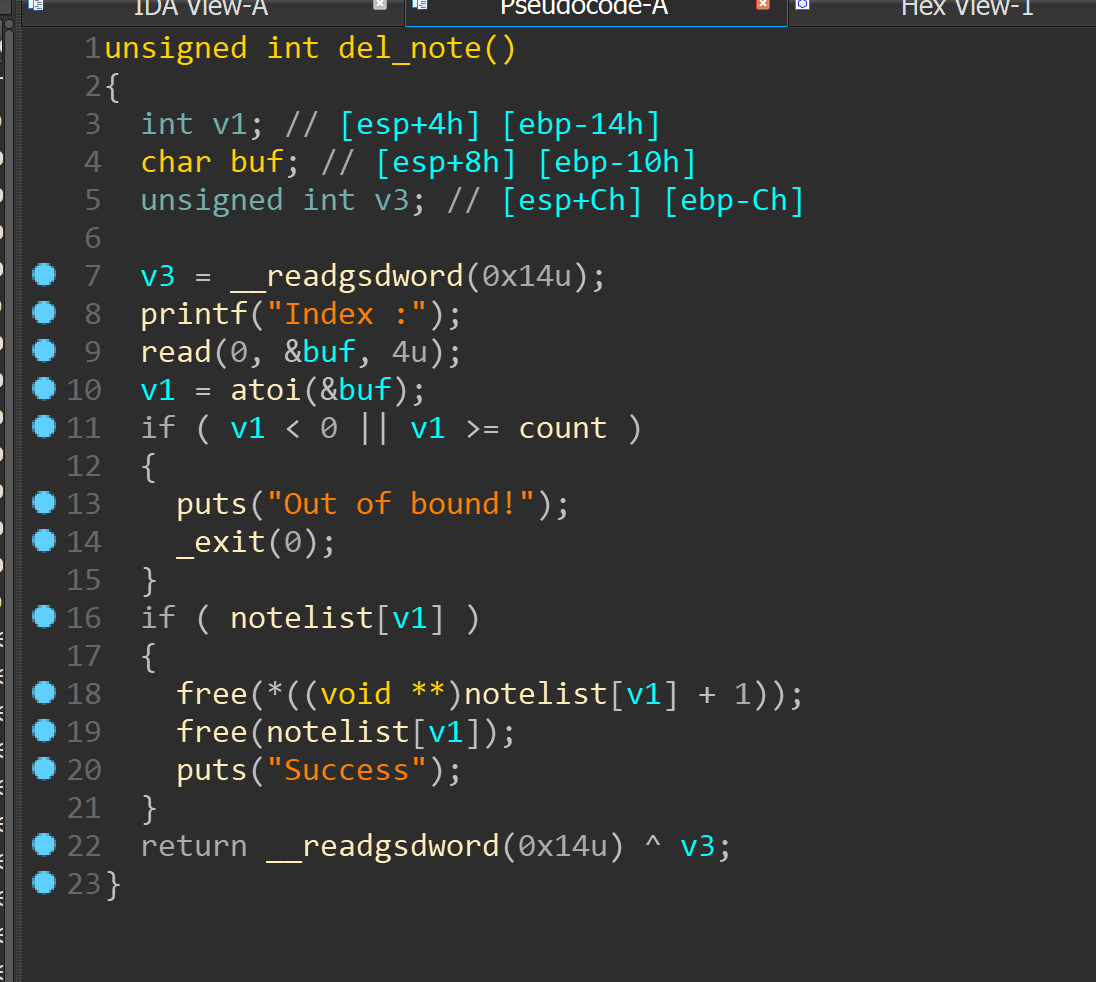 IDA View-A Pseudocode-A Hex View-1
1 unsigned int del_note()
2 {
3   int v1; // [esp+4h] [ebp-14h]
4   char buf; // [esp+8h] [ebp-10h]
5   unsigned int v3; // [esp+Ch] [ebp-Ch]
6
7   v3 = __readgsdword(0x14u);
8   printf("Index :");
9   read(0, &buf, 4u);
10   v1 = atoi(&buf);
11   if ( v1 < 0 || v1 >= count )
12   {
13     puts("Out of bound!");
14     _exit(0);
15   }
16   if ( notelist[v1] )
17   {
18     free(*((void **)notelist[v1] + 1));
19     free(notelist[v1]);
20     puts("Success");
21   }
22   return __readgsdword(0x14u) ^ v3;
23 }